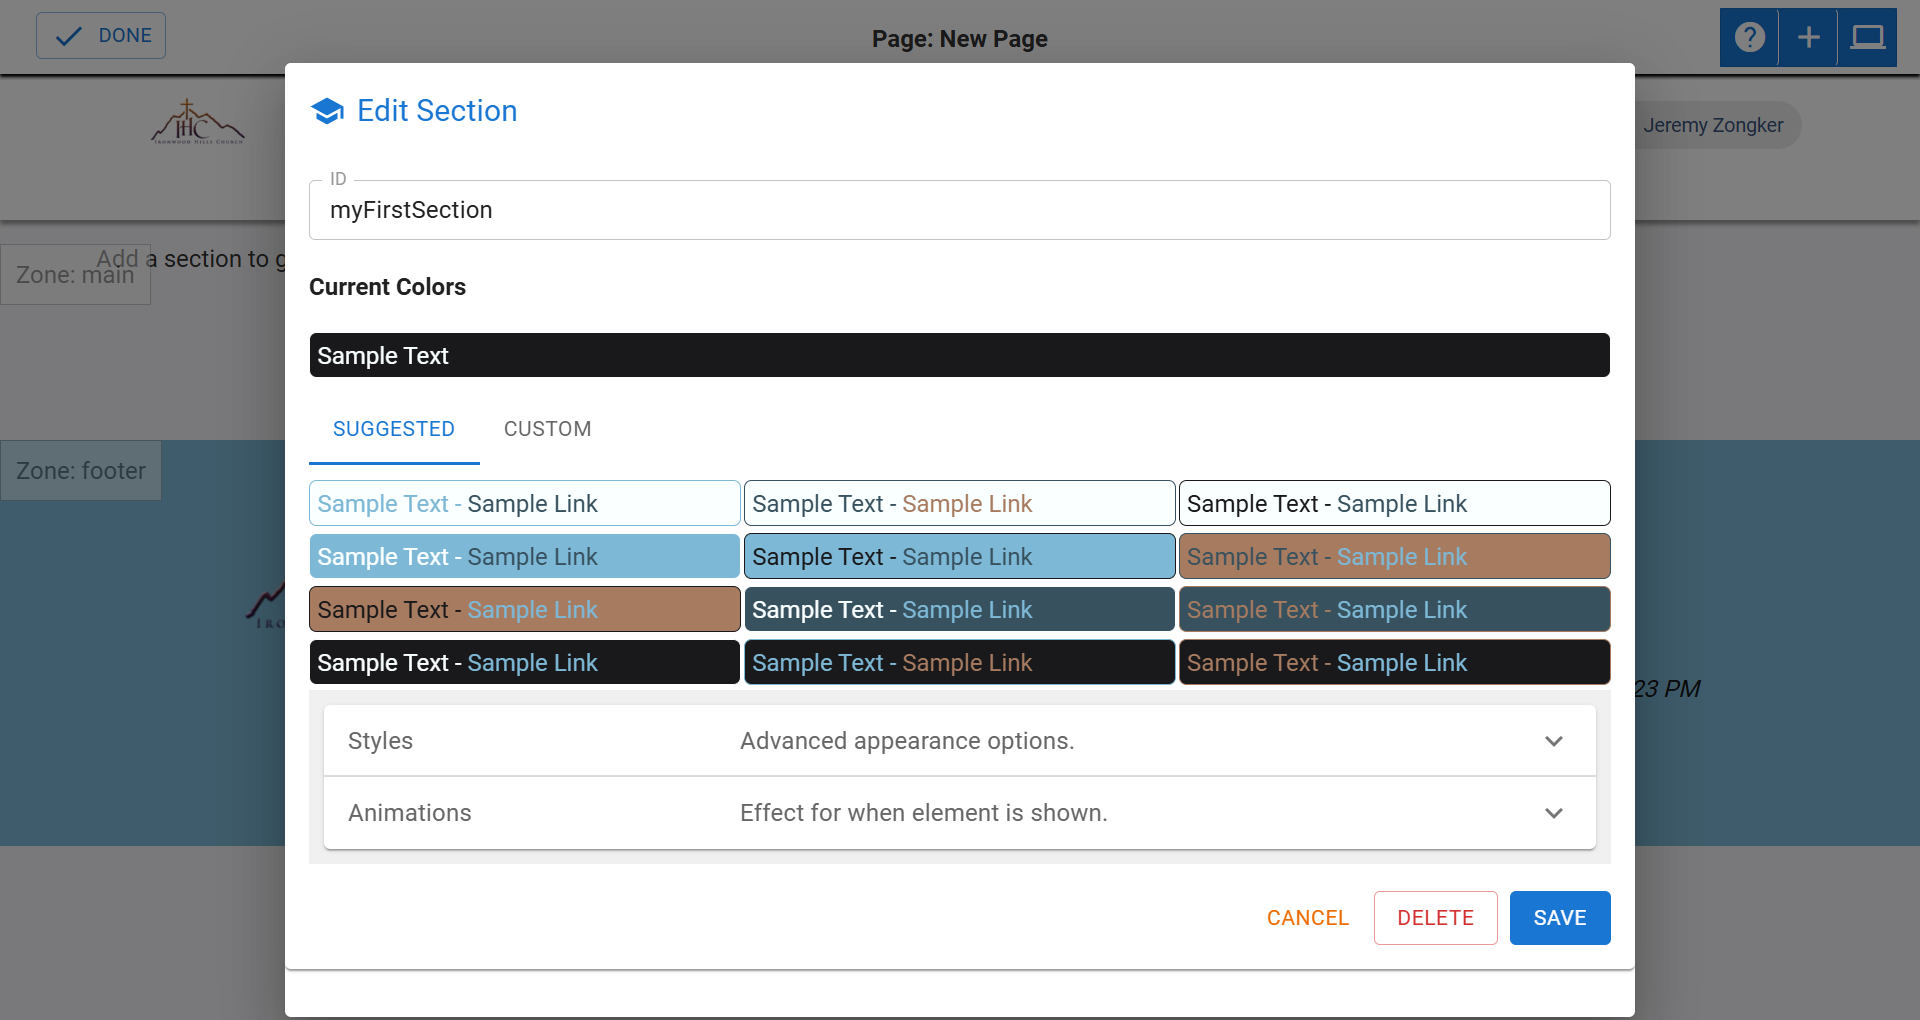 DONE
Page: New Page
IHC
IRONWOOD HILLS CHURCH
Jeremy Zongker
Edit Section
ID
myFirstSection
Add a section to g
Zone: main
Current Colors
Sample Text
SUGGESTED CUSTOM
Zone: footer
Sample Text - Sample Link Sample Text - Sample Link Sample Text - Sample Link
Sample Text - Sample Link Sample Text - Sample Link Sample Text - Sample Link
Sample Text - Sample Link Sample Text - Sample Link Sample Text - Sample Link
IRO
Sample Text - Sample Link Sample Text - Sample Link Sample Text - Sample Link
23 PM
Styles Advanced appearance options.
Animations Effect for when element is shown.
CANCEL DELETE SAVE